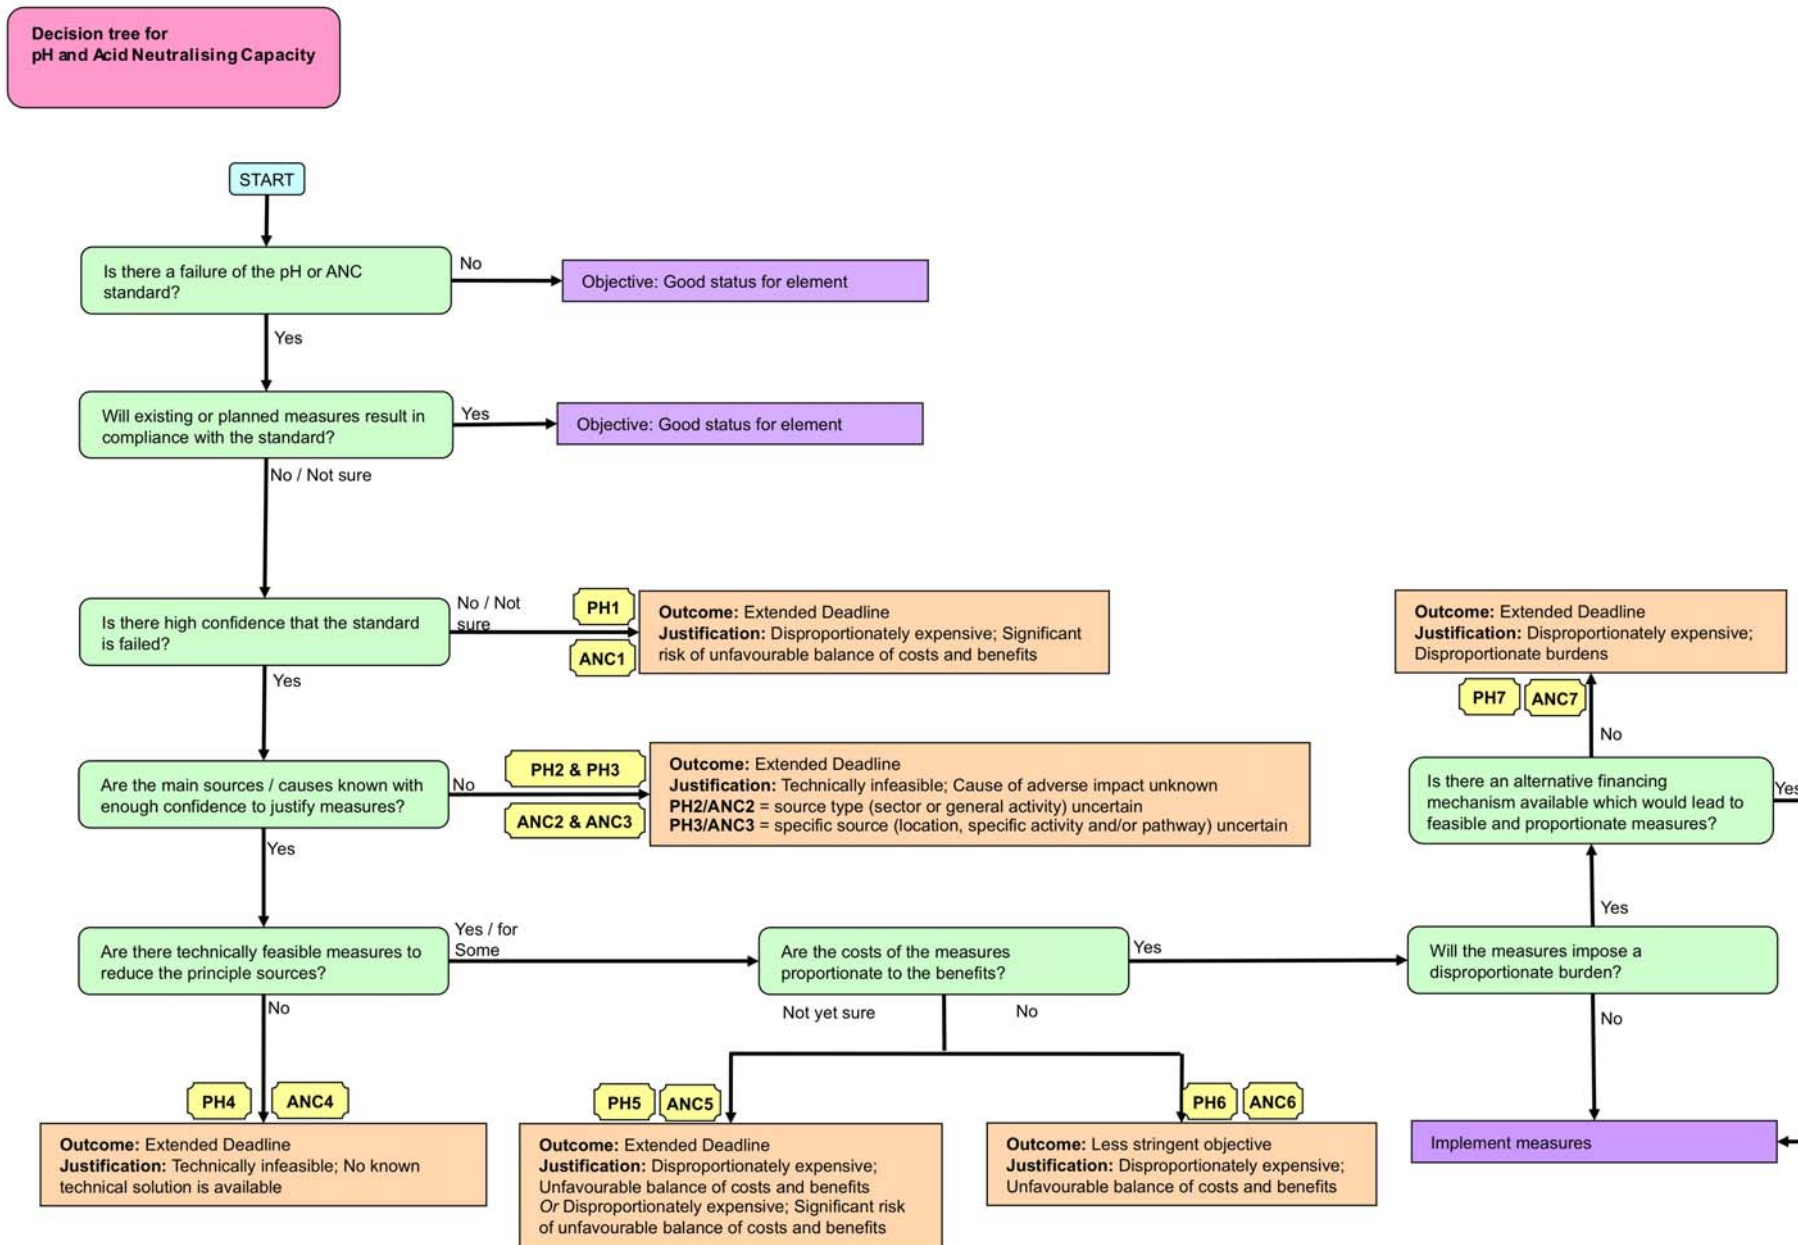 Decision tree for
pH and Acid Neutralising Capacity
START
Is there a failure of the pH or ANC
standard?
No
Objective: Good status for element
Yes
Will existing or planned measures result in
compliance with the standard?
Yes
Objective: Good status for element
No / Not sure
Is there high confidence that the standard
is failed?
No / Not
sure
PH1
ANC1
Outcome: Extended Deadline
Justification: Disproportionately expensive; Significant
risk of unfavourable balance of costs and benefits
Yes
Are the main sources / causes known with
enough confidence to justify measures?
No
PH2 & PH3
ANC2 & ANC3
Outcome: Extended Deadline
Justification: Technically infeasible; Cause of adverse impact unknown
PH2/ANC2 = source type (sector or general activity) uncertain
PH3/ANC3 = specific source (location, specific activity and/or pathway) uncertain
Yes
Are there technically feasible measures to
reduce the principle sources?
No
PH4
ANC4
Outcome: Extended Deadline
Justification: Technically infeasible; No known
technical solution is available
Yes / for
Some
Are the costs of the measures
proportionate to the benefits?
Not yet sure
No
PH5
ANC5
Outcome: Extended Deadline
Justification: Disproportionately expensive;
Unfavourable balance of costs and benefits
Or Disproportionately expensive; Significant risk
of unfavourable balance of costs and benefits
PH6
ANC6
Outcome: Less stringent objective
Justification: Disproportionately expensive;
Unfavourable balance of costs and benefits
Yes
Will the measures impose a
disproportionate burden?
No
Implement measures
Yes
Is there an alternative financing
mechanism available which would lead to
feasible and proportionate measures?
Yes
No
PH7
ANC7
Outcome: Extended Deadline
Justification: Disproportionately expensive;
Disproportionate burdens